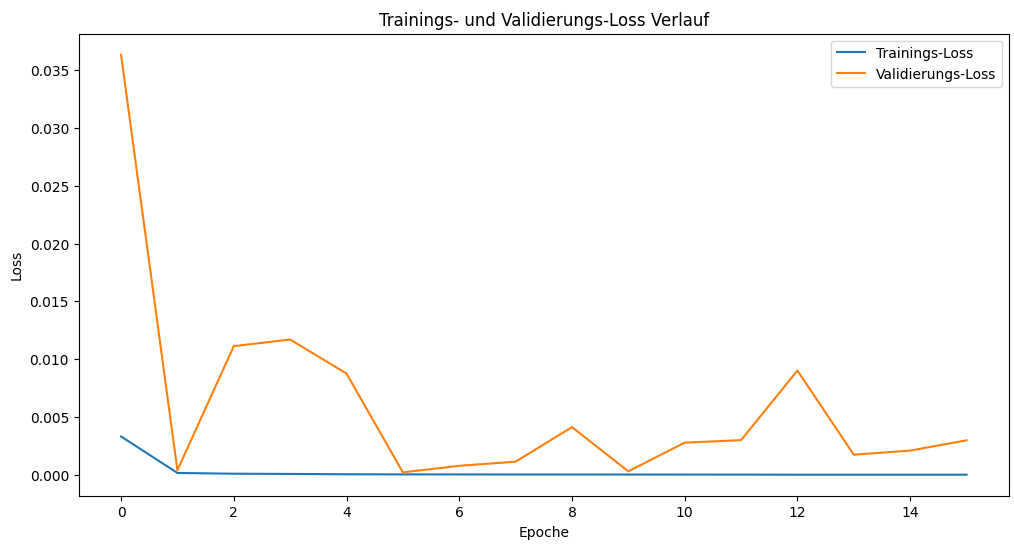 Trainings- und Validierungs-Loss Verlauf
Trainings-Loss
Validierungs-Loss
Loss
0.035
0.030
0.025
0.020
0.015
0.010
0.005
0.000
0 2 4 6 8 10 12 14
Epoche